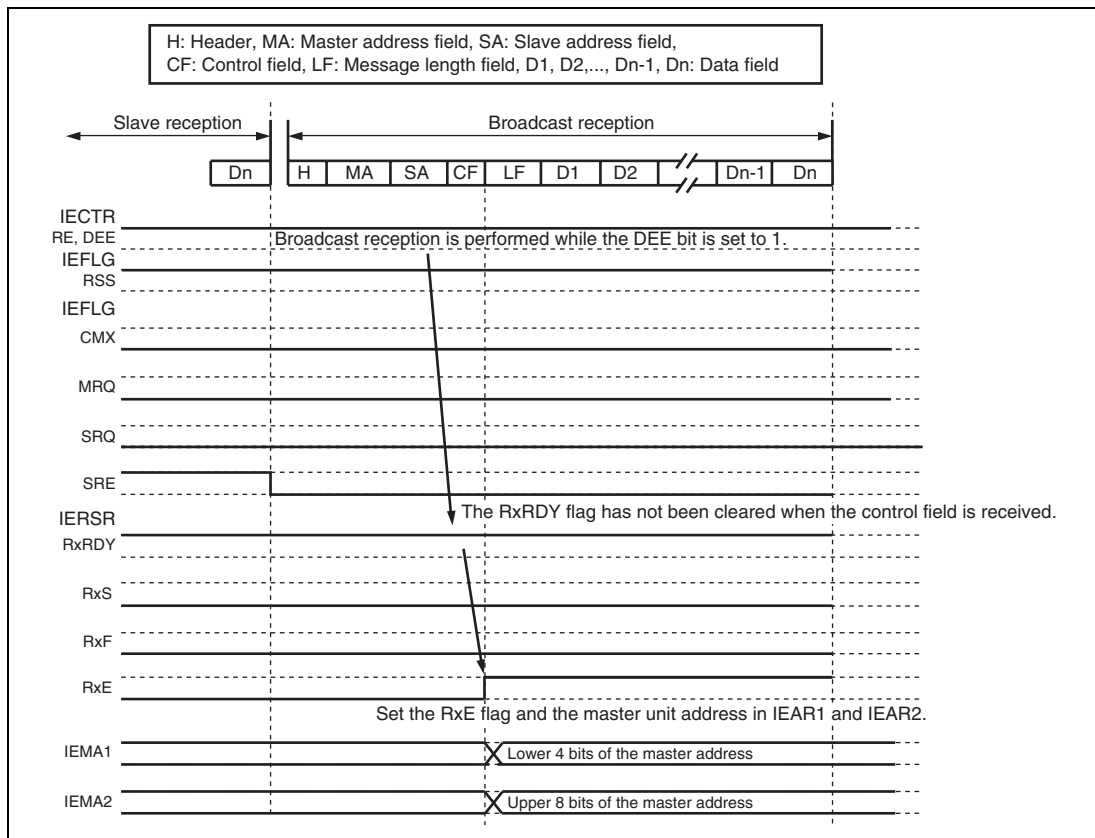 H: Header, MA: Master address field, SA: Slave address field,
CF: Control field, LF: Message length field, D1, D2,..., Dn-1, Dn: Data field
Slave reception
Broadcast reception
Dn
H MA SA CF LF D1 D2 Dn-1 Dn
IECTR
RE, DEE
Broadcast reception is performed while the DEE bit is set to 1.
IEFLG
RSS
IEFLG
CMX
MRQ
SRQ
SRE
The RxRDY flag has not been cleared when the control field is received.
IERSR
RxRDY
RxS
RxF
RxE
Set the RxE flag and the master unit address in IEAR1 and IEAR2.
IEMA1
Lower 4 bits of the master address
IEMA2
Upper 8 bits of the master address